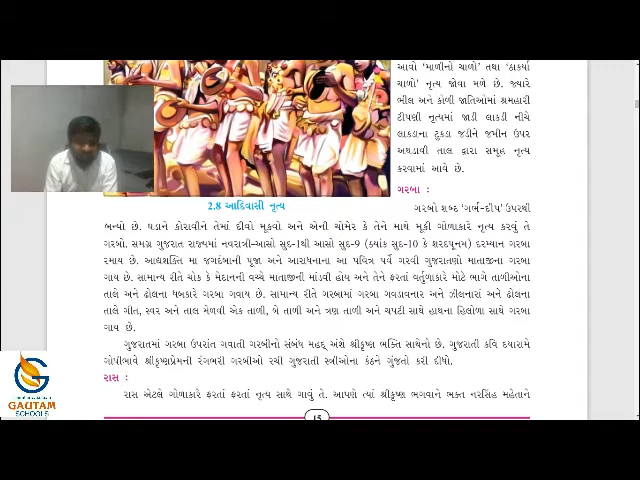 આવો 'માળીનો ચાળો' તથા 'ઠાકર્યા
ચાળો' નૃત્ય જોવા મળે છે. જ્યારે
ભીલ અને કોળી જાતિઓમાં શ્રમહારી
ટીપણી નૃત્યમાં જાડી લાકડી નીચે
લાકડાના ટુકડા જડીને જમીન ઉપર
અથડાવી તાલ દ્વારા સમૂહ નૃત્ય
કરવામાં આવે છે.
2.8 આદિવાસી નૃત્ય
ગરબા :
ગરબો શબ્દ 'ગર્ભ-દીપ' ઉપરથી
બન્યો છે. ઘડાને કોરાવીને તેમાં દીવો મૂકવો અને એની ચોમેર કે તેને માથે મૂકી ગોળાકારે નૃત્ય કરવું તે
ગરબો. સમગ્ર ગુજરાત રાજ્યમાં નવરાત્રી-આસો સુદ-1થી આસો સુદ-9 (ક્યાંક સુદ-10 કે શરદપૂનમ) દરમ્યાન ગરબા
રમાય છે. આદ્યશક્તિ મા જગદંબાની પૂજા અને આરાધનાના આ પવિત્ર પર્વે ગરવી ગુજરાતણો માતાજીના ગરબા
ગાય છે. સામાન્ય રીતે ચોક કે મેદાનની વચ્ચે માતાજીની માંડવી હોય અને તેને ફરતાં વર્તુળાકારે મોટે ભાગે તાળીઓના
તાલે અને ઢોલના ધબકારે ગરબા ગવાય છે. સામાન્ય રીતે ગરબામાં ગરબા ગવડાવનાર અને ઝીલનારાં અને ઢોલના
તાલે ગીત, સ્વર અને તાલ મેળવી એક તાળી, બે તાળી અને ત્રણ તાળી અને ચપટી સાથે હાથના હિલોળા સાથે ગરબા
ગાય છે.
ગુજરાતમાં ગરબા ઉપરાંત ગવાતી ગરબીનો સંબંધ મહદ્ અંશે શ્રીકૃષ્ણ ભક્તિ સાથેનો છે. ગુજરાતી કવિ દયારામે
ગોપીભાવે શ્રીકૃષ્ણપ્રેમની રંગભરી ગરબીઓ રચી ગુજરાતી સ્ત્રીઓના કંઠને ગુંજતો કરી દીધો.
રાસ :
રાસ એટલે ગોળાકારે ફરતાં ફરતાં નૃત્ય સાથે ગાવું તે. આપણે ત્યાં શ્રીકૃષ્ણ ભગવાને ભક્ત નરસિંહ મહેતાને
15
GAUTAM
SCHOOLS